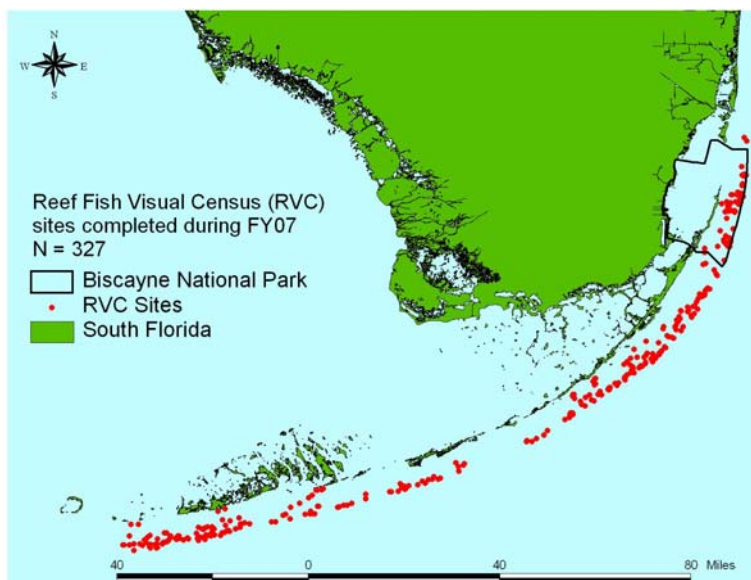 N
W E
S
Reef Fish Visual Census (RVC)
sites completed during FY07
N = 327
Biscayne National Park
RVC Sites
South Florida
40 0 40 80 Miles